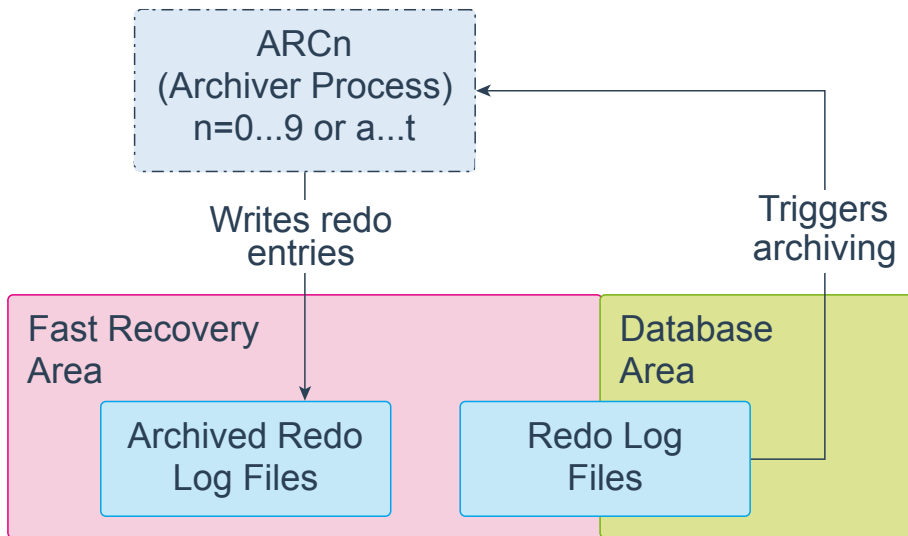 ARCn
(Archiver Process)
n=0...9 or a...t
Writes redo
entries
Triggers
archiving
Fast Recovery
Area
Database
Area
Archived Redo
Log Files
Redo Log
Files